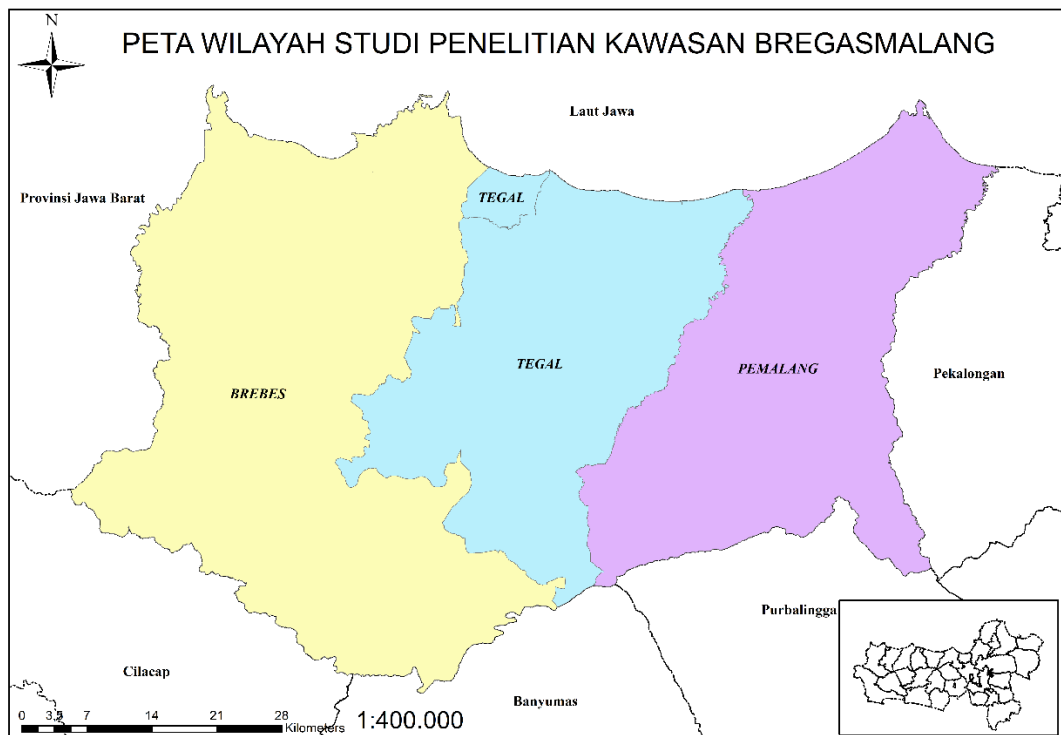 N
PETA WILAYAH STUDI PENELITIAN KAWASAN BREGASMALANG
Laut Jawa
Provinsi Jawa Barat
TEGAL
TEGAL
PEMALANG
Pekalongan
BREBES
Purbalingga
Cilacap
Banyumas
0 3,5 7 14 21 28
Kilometers
1:400.000